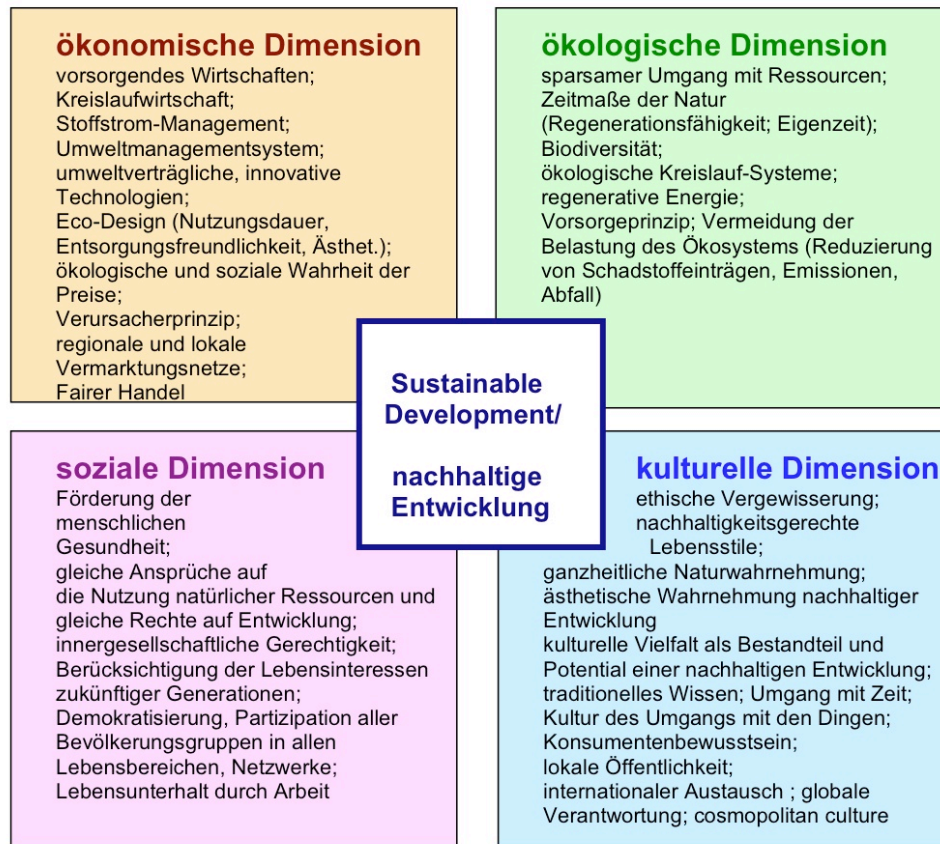 ökonomische Dimension
vorsorgendes Wirtschaften;
Kreislaufwirtschaft;
Stoffstrom-Management;
Umweltmanagementsystem;
umweltverträgliche, innovative
Technologien;
Eco-Design (Nutzungsdauer,
Entsorgungsfreundlichkeit, Ästhet.);
ökologische und soziale Wahrheit der
Preise;
Verursacherprinzip;
regionale und lokale
Vermarktungsnetze;
Fairer Handel
ökologische Dimension
sparsamer Umgang mit Ressourcen;
Zeitmaße der Natur
(Regenerationsfähigkeit; Eigenzeit);
Biodiversität;
ökologische Kreislauf-Systeme;
regenerative Energie;
Vorsorgeprinzip; Vermeidung der
Belastung des Ökosystems (Reduzierung
von Schadstoffeinträgen, Emissionen,
Abfall)
Sustainable
Development/
nachhaltige
Entwicklung
soziale Dimension
Förderung der
menschlichen
Gesundheit;
gleiche Ansprüche auf
die Nutzung natürlicher Ressourcen und
gleiche Rechte auf Entwicklung;
innergesellschaftliche Gerechtigkeit;
Berücksichtigung der Lebensinteressen
zukünftiger Generationen;
Demokratisierung, Partizipation aller
Bevölkerungsgruppen in allen
Lebensbereichen, Netzwerke;
Lebensunterhalt durch Arbeit
kulturelle Dimension
ethische Vergewisserung;
nachhaltigkeitsgerechte
Lebensstile;
ganzheitliche Naturwahrnehmung;
ästhetische Wahrnehmung nachhaltiger
Entwicklung
kulturelle Vielfalt als Bestandteil und
Potential einer nachhaltigen Entwicklung;
traditionelles Wissen; Umgang mit Zeit;
Kultur des Umgangs mit den Dingen;
Konsumentenbewusstsein;
lokale Öffentlichkeit;
internationaler Austausch ; globale
Verantwortung; cosmopolitan culture